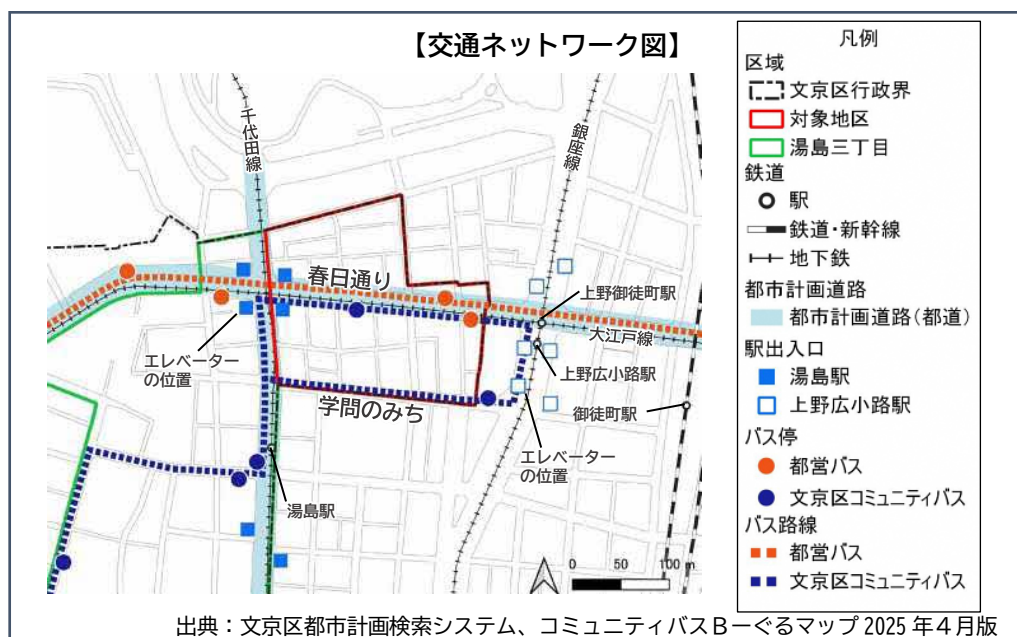 【交通ネットワーク図】
千代田線
銀座線
春日通り
上野御徒町駅
大江戸線
エレベーター
の位置
上野広小路駅
学問のみち
御徒町駅
エレベーター
の位置
湯島駅
0 50 100 m
凡例
区域
文京区行政界
対象地区
湯島三丁目
鉄道
駅
鉄道・新幹線
地下鉄
都市計画道路
都市計画道路(都道)
駅出入口
湯島駅
上野広小路駅
バス停
都営バス
文京区コミュニティバス
バス路線
都営バス
文京区コミュニティバス
出典:文京区都市計画検索システム、コミュニティバスBーぐるマップ2025年4月版